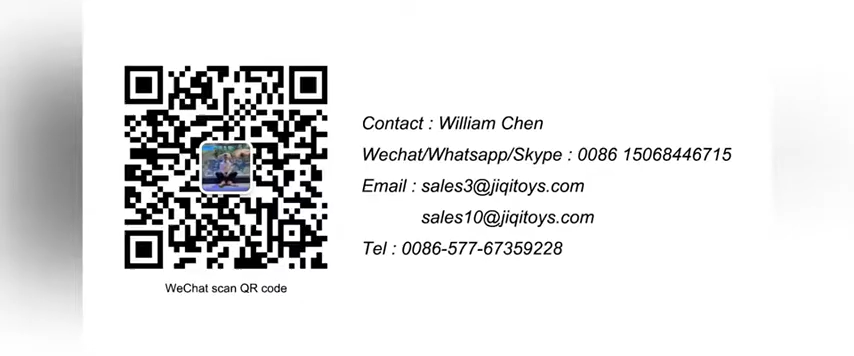 Contact : William Chen
Wechat/Whatsapp/Skype : 0086 15068446715
Email : sales3@jiqitoys.com
sales10@jiqitoys.com
Tel : 0086-577-67359228
WeChat scan QR code